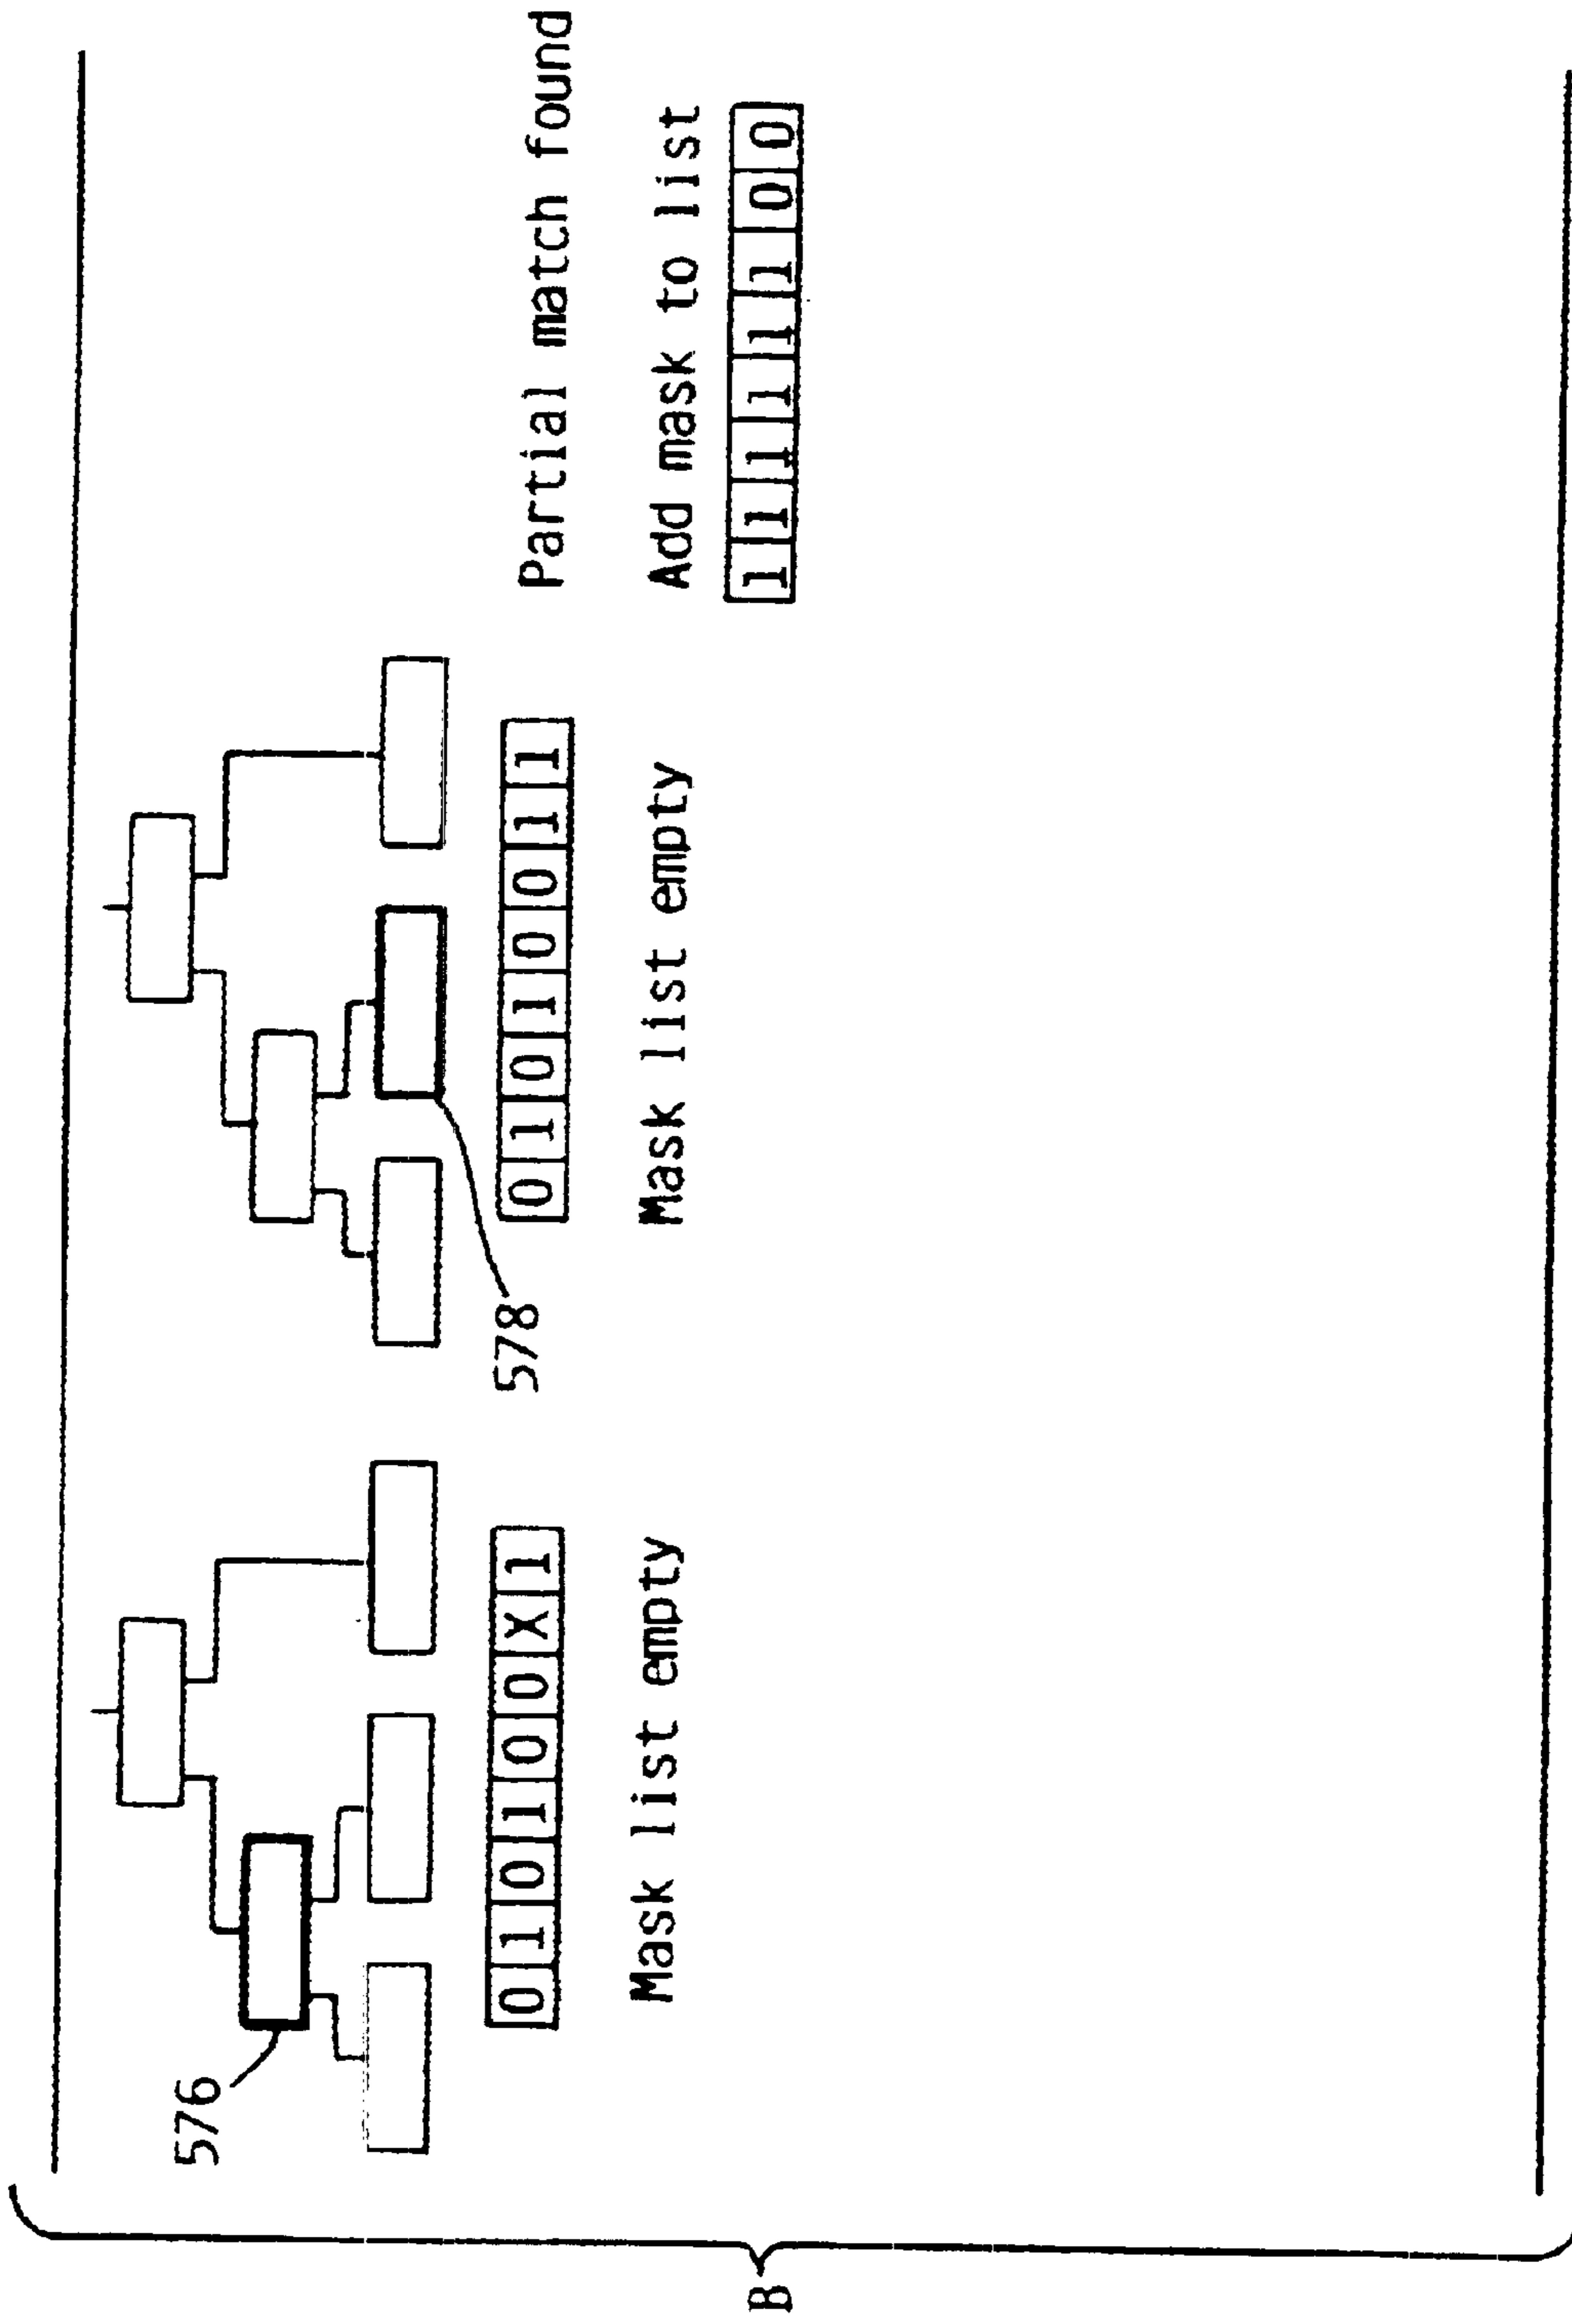 576
0 1 0 1 0 0 X 1
Mask list empty
578
0 1 0 1 0 0 1 1
Mask list empty
Partial match found
Add mask to list
1 1 1 1 1 1 0 0
B